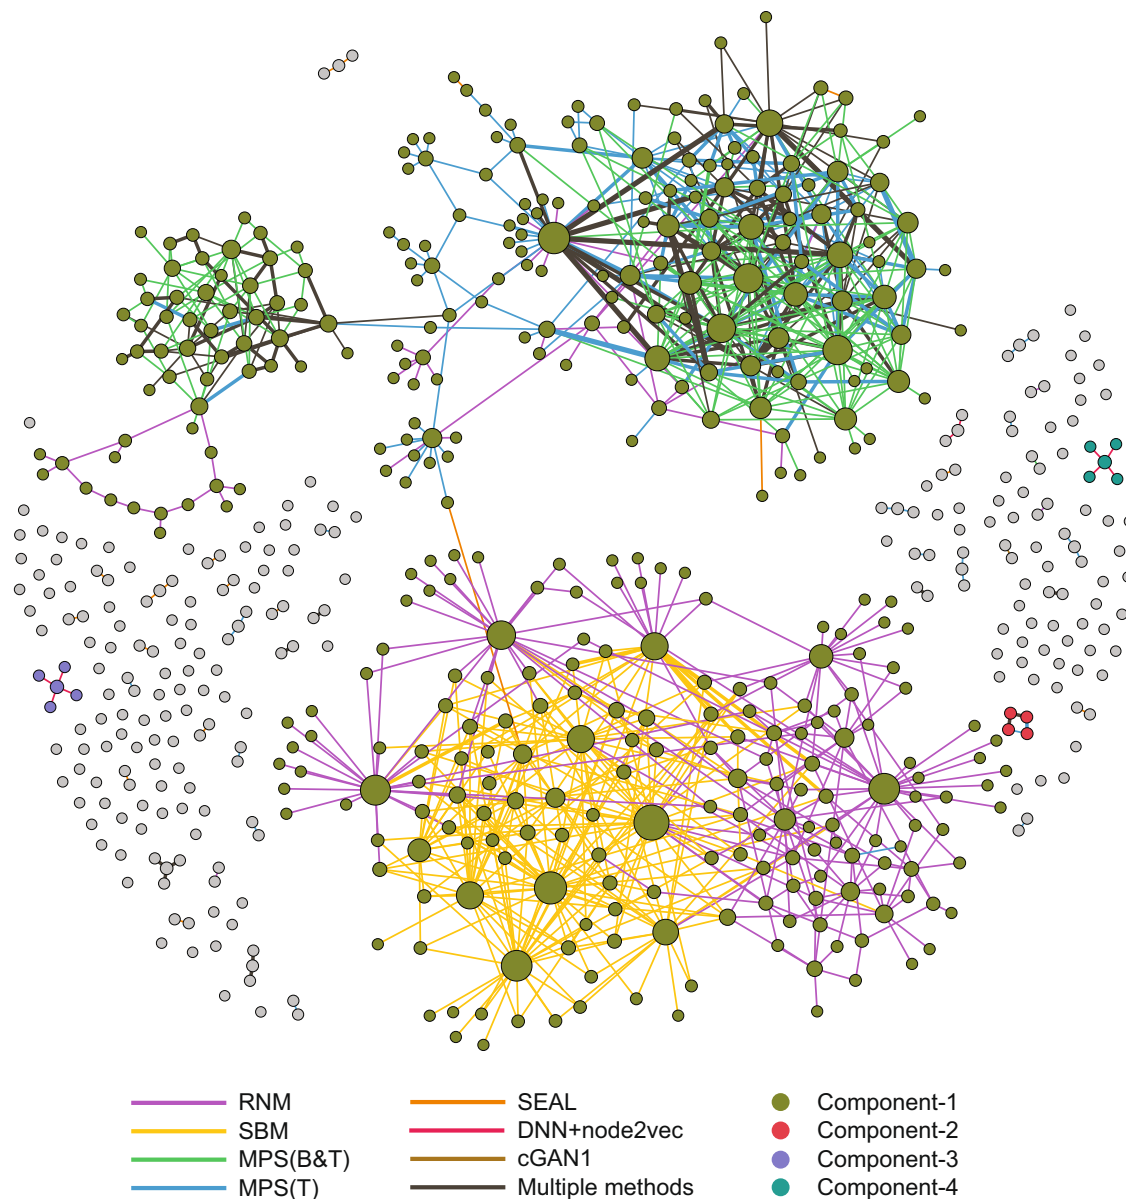 RNM
SBM
MPS(B&T)
MPS(T)
SEAL
DNN+node2vec
cGAN1
Multiple methods
Component-1
Component-2
Component-3
Component-4